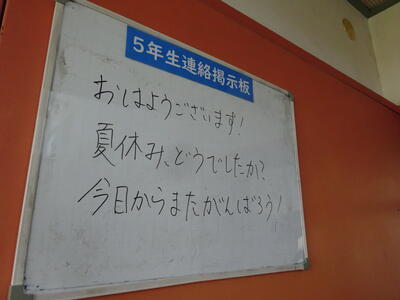 5年生連絡掲示板
おはようございます!
夏休み、どうでしたか?
今日からまたがんばろう!